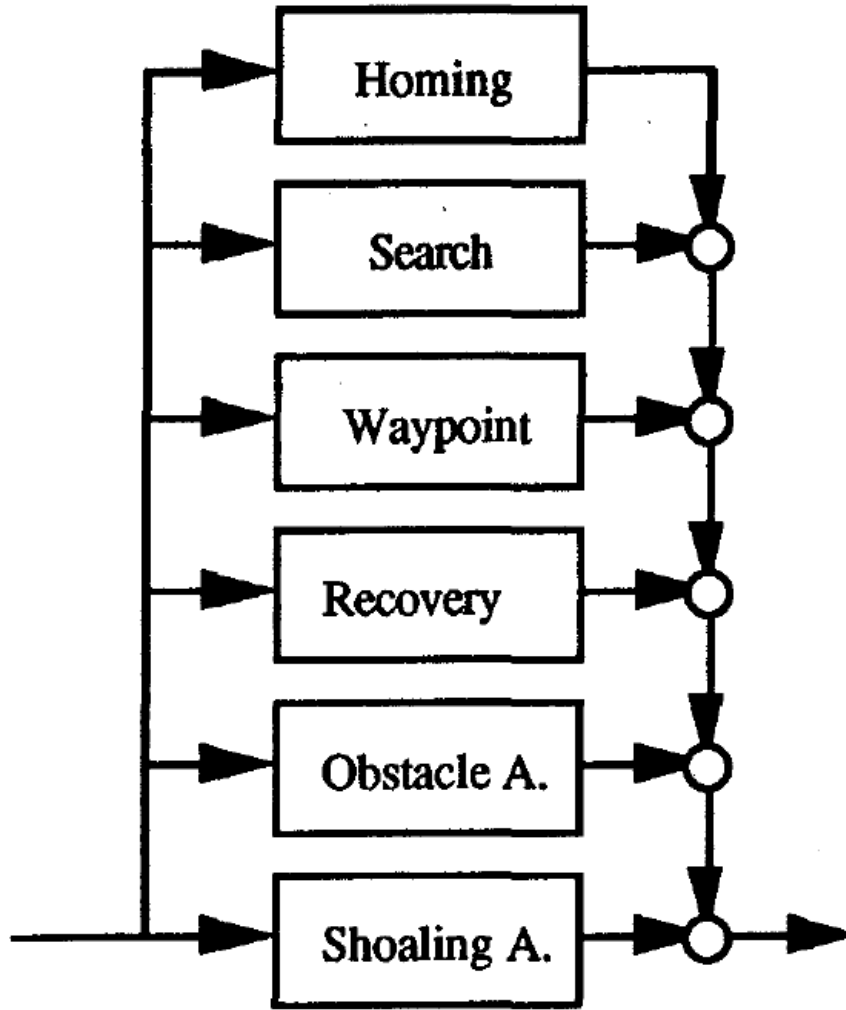 Homing
Search
Waypoint
Recovery
Obstacle A.
Shoaling A.